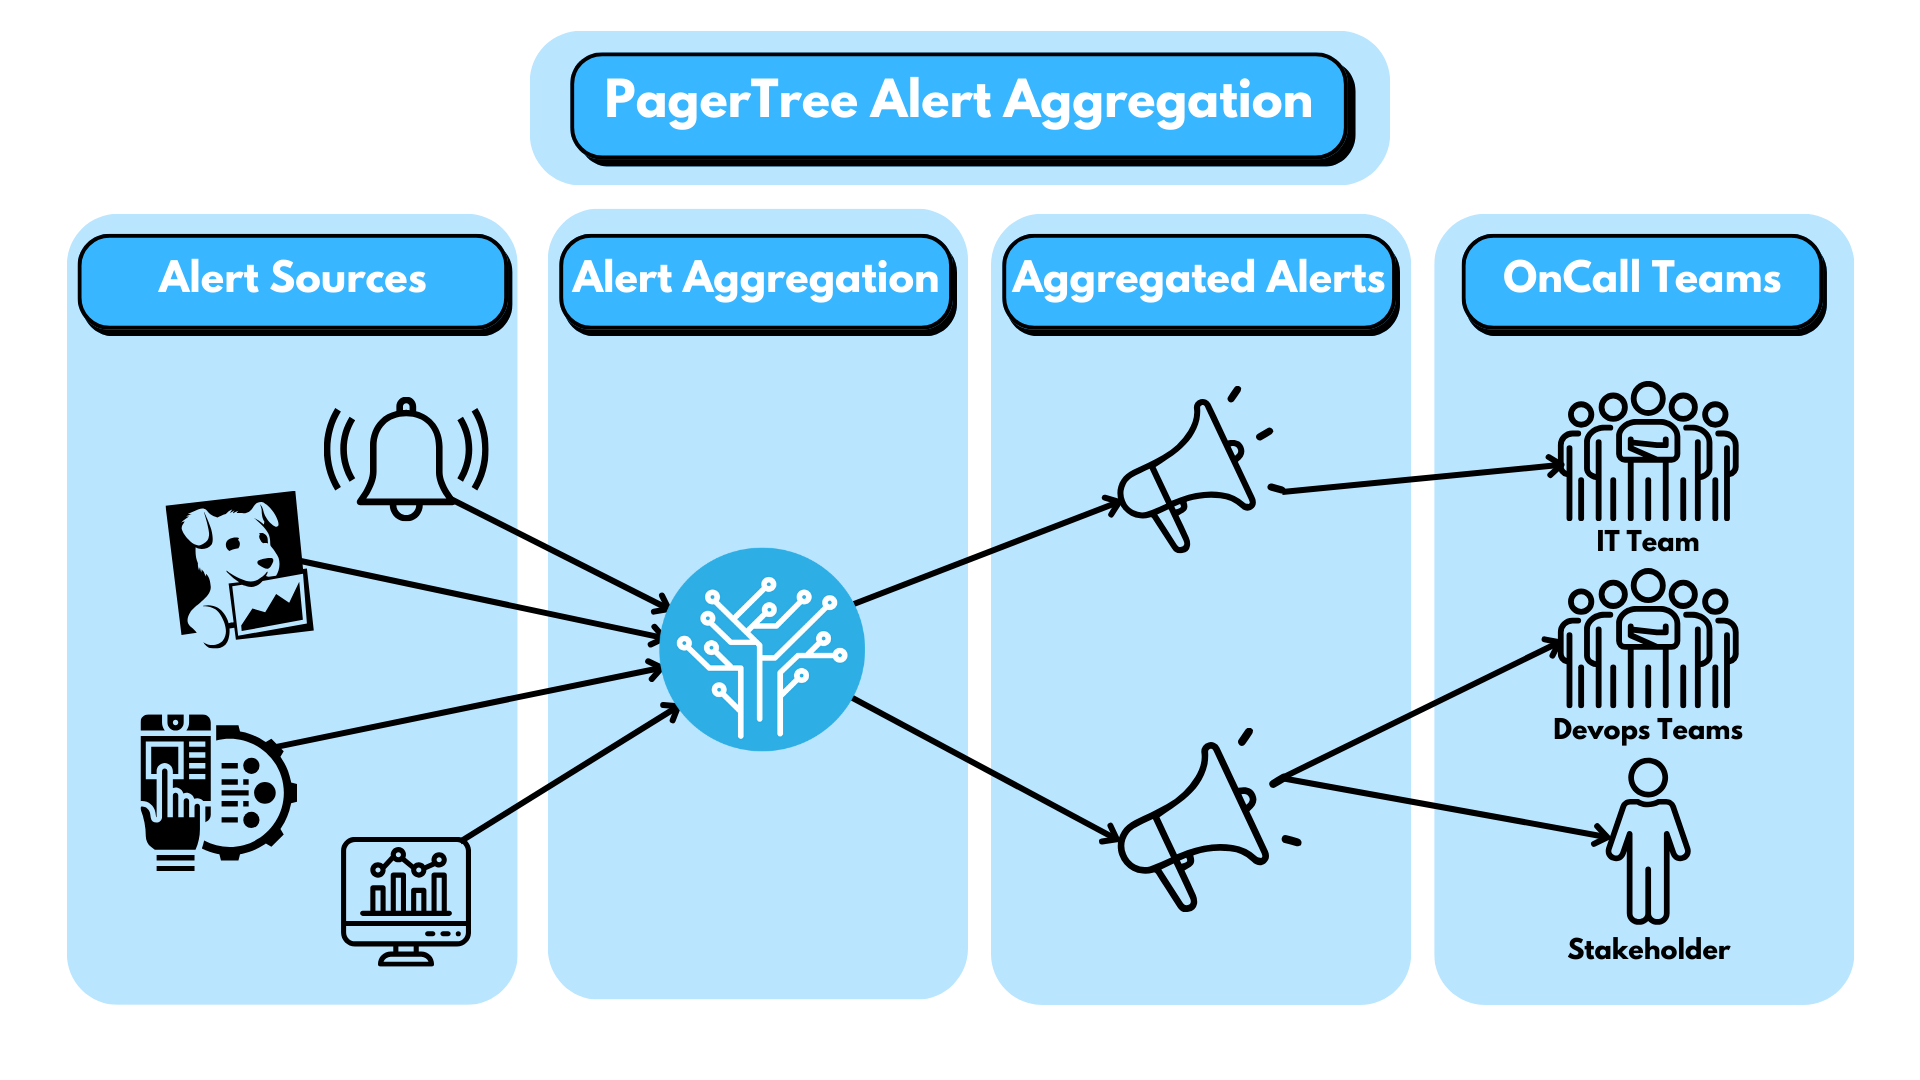 PagerTree Alert Aggregation
Alert Sources
Alert Aggregation
Aggregated Alerts
OnCall Teams
IT Team
Devops Teams
Stakeholder